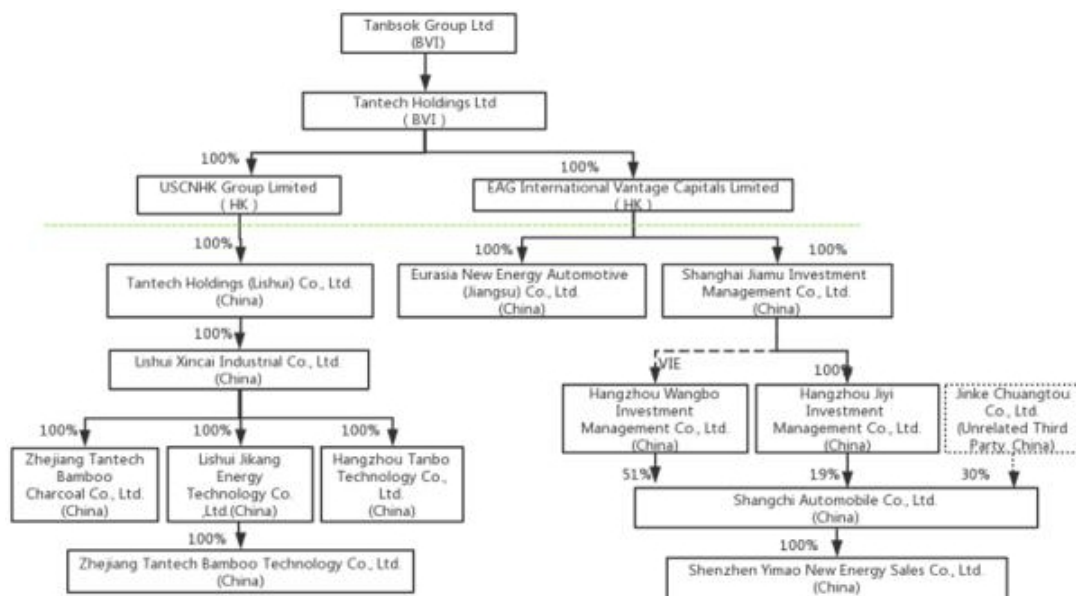 Tanbsok Group Ltd
(BVI)
Tantech Holdings Ltd
( BVI )
100%
100%
USCNHK Group Limited
( HK )
EAG International Vantage Capitals Limited
( HK )
100%
100%
100%
Tantech Holdings (Lishui) Co., Ltd.
(China)
Eurasia New Energy Automotive
(Jiangsu) Co., Ltd.
(China)
Shanghai Jiamu Investment
Management Co., Ltd.
(China)
100%
Lishui Xincai Industrial Co., Ltd.
(China)
VIE
100%
Hangzhou Wangbo
Investment
Management Co., Ltd.
(China)
Hangzhou Jiyi
Investment
Management Co., Ltd.
(China)
Jinke Chuangtou
Co., Ltd.
(Unrelated Third
Party, China)
100%
100%
100%
Zhejiang Tantech
Bamboo
Charcoal Co., Ltd.
(China)
Lishui Jikang
Energy
Technology Co.
,Ltd.(China)
Hangzhou Tanbo
Technology Co.,
Ltd.
(China)
51%
19%
30%
Shangchi Automobile Co., Ltd.
(China)
100%
Zhejiang Tantech Bamboo Technology Co., Ltd.
(China)
100%
Shenzhen Yimao New Energy Sales Co., Ltd.
(China)